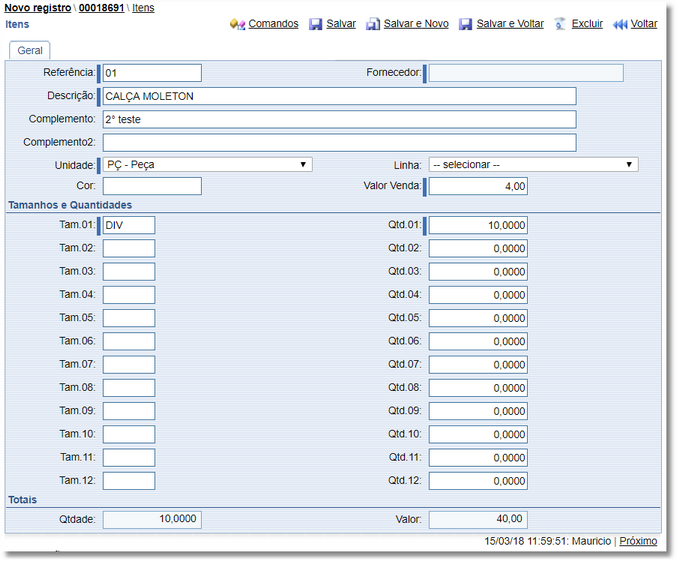 Novo registro \ 00018691 \ Itens
Itens
Comandos Salvar Salvar e Novo Salvar e Voltar Excluir Voltar
Geral
Referência: 01 Fornecedor:
Descrição: CALÇA MOLETON
Complemento: 2° teste
Complemento2:
Unidade: PÇ - Peça Linha: -- selecionar --
Cor: Valor Venda: 4,00
Tamanhos e Quantidades
Tam.01: DIV Qtd.01: 10,0000
Tam.02: Qtd.02: 0,0000
Tam.03: Qtd.03: 0,0000
Tam.04: Qtd.04: 0,0000
Tam.05: Qtd.05: 0,0000
Tam.06: Qtd.06: 0,0000
Tam.07: Qtd.07: 0,0000
Tam.08: Qtd.08: 0,0000
Tam.09: Qtd.09: 0,0000
Tam.10: Qtd.10: 0,0000
Tam.11: Qtd.11: 0,0000
Tam.12: Qtd.12: 0,0000
Totais
Qtdade: 10,0000 Valor: 40,00
15/03/18 11:59:51: Mauricio | Próximo